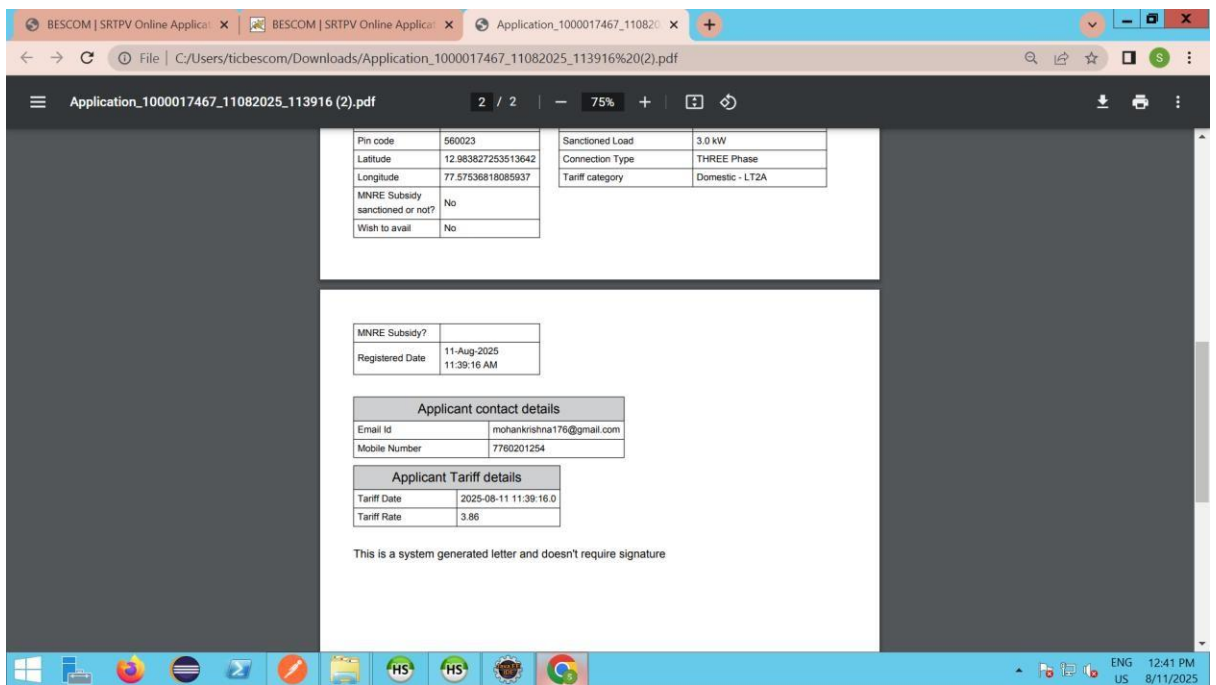 BESCOM | SRTPV Online Applicat
BESCOM | SRTPV Online Applicat
Application_1000017467_110820
File | C:/Users/ticbescom/Downloads/Application_1000017467_11082025_113916%20(2).pdf
S
Application_1000017467_11082025_113916 (2).pdf
2 / 2
75%
Pin code 560023 Sanctioned Load 3.0 kW
Latitude 12.983827253513642 Connection Type THREE Phase
Longitude 77.57536818085937 Tariff category Domestic - LT2A
MNRE Subsidy
sanctioned or not? No
Wish to avail No
MNRE Subsidy?
Registered Date 11-Aug-2025
11:39:16 AM
Applicant contact details
Email Id mohankrishna176@gmail.com
Mobile Number 7760201254
Applicant Tariff details
Tariff Date 2025-08-11 11:39:16.0
Tariff Rate 3.86
This is a system generated letter and doesn't require signature
HS HS
ENG 12:41 PM
US 8/11/2025